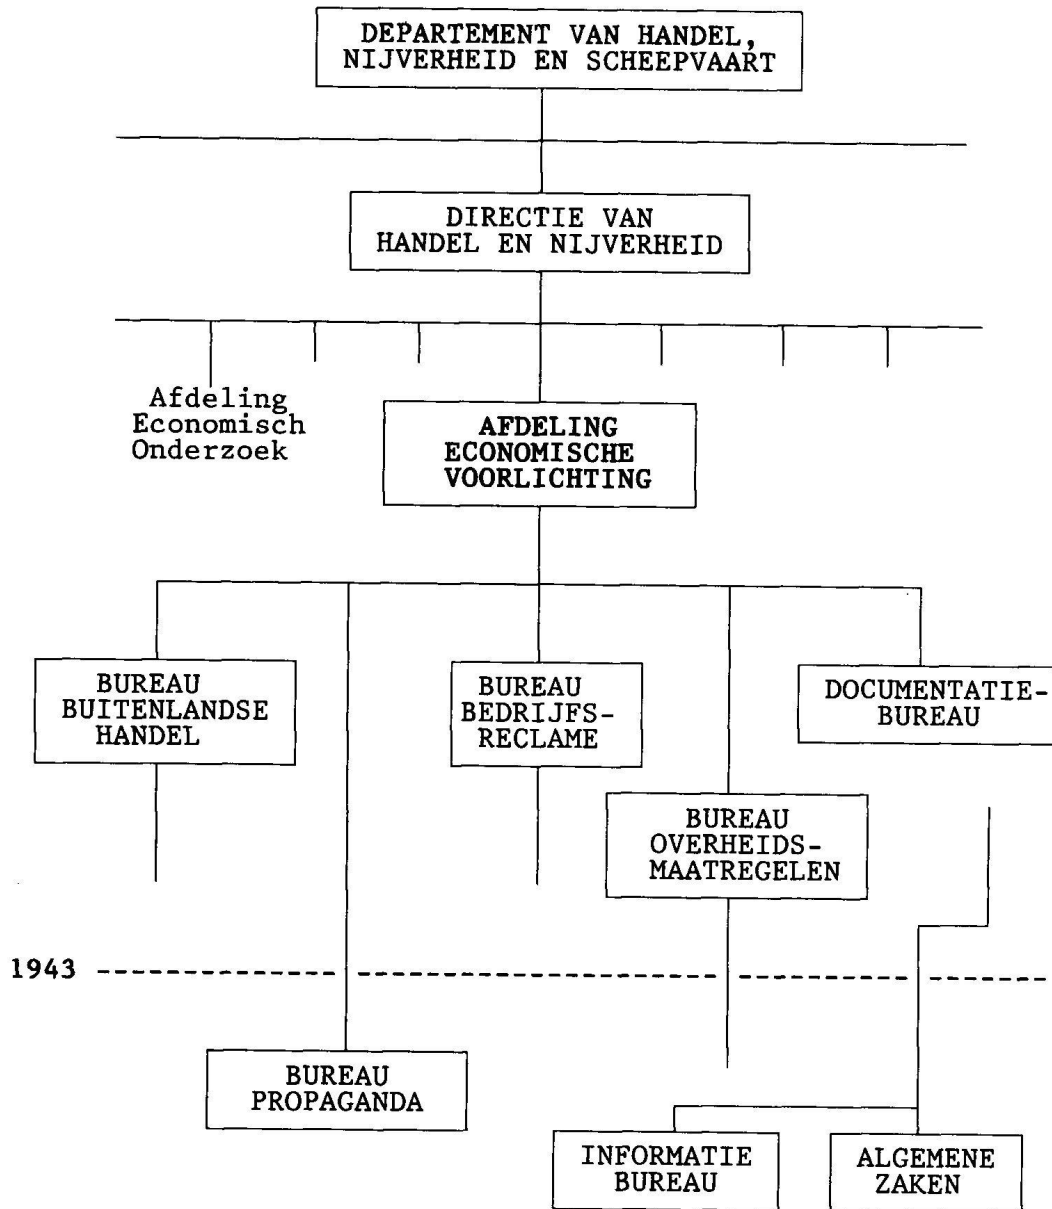 DEPARTEMENT VAN HANDEL,
NIJVERHEID EN SCHEEPVAART
DIRECTIE VAN
HANDEL EN NIJVERHEID
Afdeling
Economisch
Onderzoek
AFDELING
ECONOMISCHE
VOORLICHTING
BUREAU
BUITENLANDSE
HANDEL
BUREAU
BEDRIJFS-
RECLAME
DOCUMENTATIE-
BUREAU
BUREAU
OVERHEIDS-
MAATREGELEN
1943
BUREAU
PROPAGANDA
INFORMATIE
BUREAU
ALGEMENE
ZAKEN